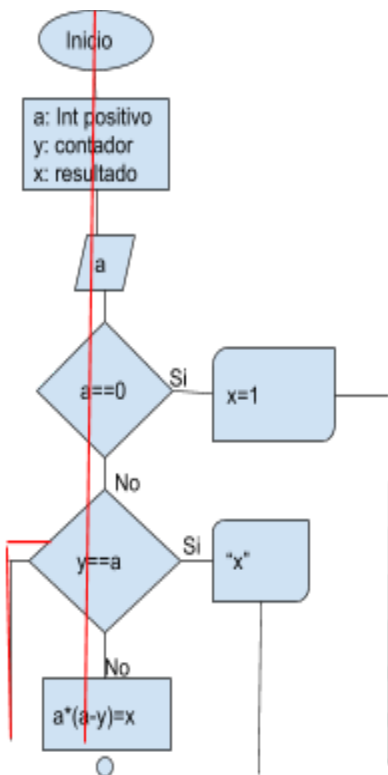 Inicio
a: Int positivo
y: contador
x: resultado
a
a==0
Si
x=1
No
y==a
Si
“x”
No
a*(a-y)=x